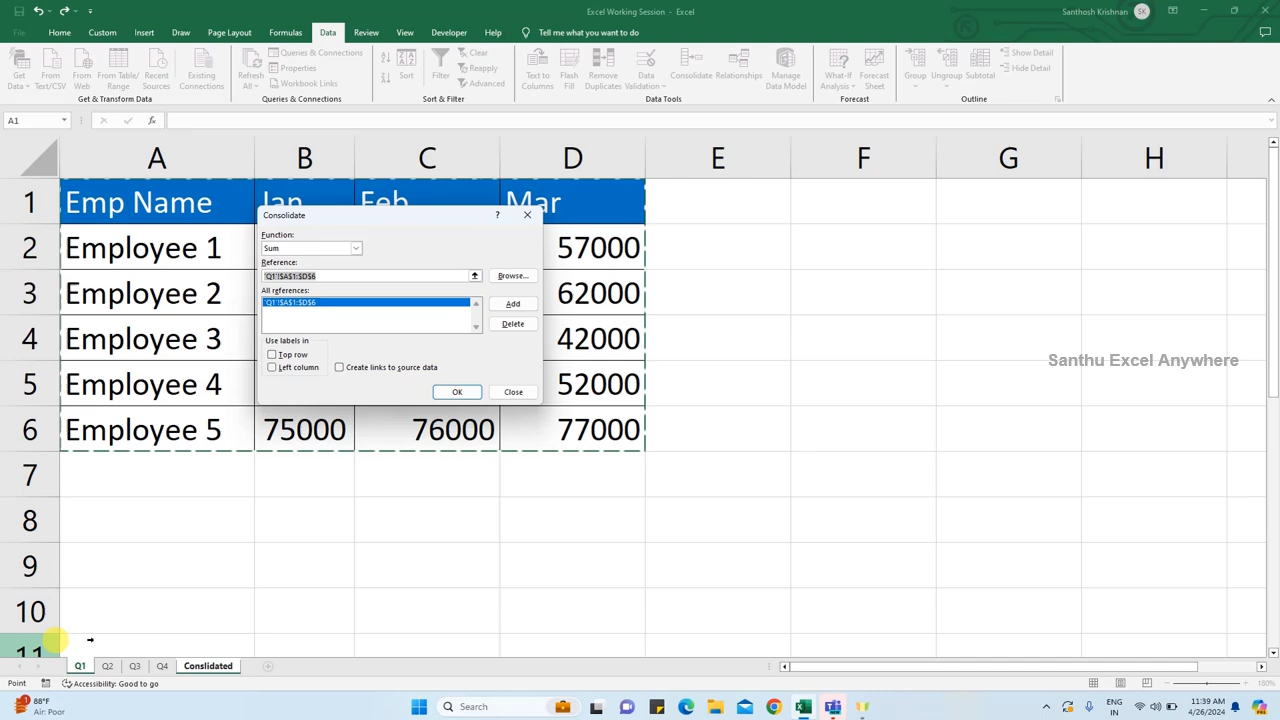 Excel Working Session - Excel
Santhosh Krishnan SK
File Home Custom Insert Draw Page Layout Formulas Data Review View Developer Help Tell me what you want to do
Get Data
From Text/CSV
From Web
From Table/ Range
Recent Sources
Existing Connections
Get & Transform Data
Refresh All
Queries & Connections
Properties
Workbook Links
Queries & Connections
Sort
Filter
Clear
Reapply
Advanced
Sort & Filter
Text to Columns
Flash Fill
Remove Duplicates
Data Validation
Consolidate
Relationships
Manage Data Model
Data Tools
What-If Analysis
Forecast Sheet
Forecast
Group
Ungroup
Subtotal
Show Detail
Hide Detail
Outline
A1 fx
A B C D E F G H
1 Emp Name Jan Feb Mar
2 Employee 1 57000
3 Employee 2 62000
4 Employee 3 42000
5 Employee 4 52000
6 Employee 5 75000 76000 77000
7
8
9
10
11
Consolidate ?
Function:
Sum
Reference:
'Q1'!$A$1:$D$6
Browse...
All references:
'Q1'!$A$1:$D$6
Add
Delete
Use labels in
Top row
Left column
Create links to source data
OK Close
Santhu Excel Anywhere
Q1 Q2 Q3 Q4 Conslidated
Point Accessibility: Good to go 180%
88°F
Air: Poor
Search
ENG
IN
11:39 AM
4/26/2024